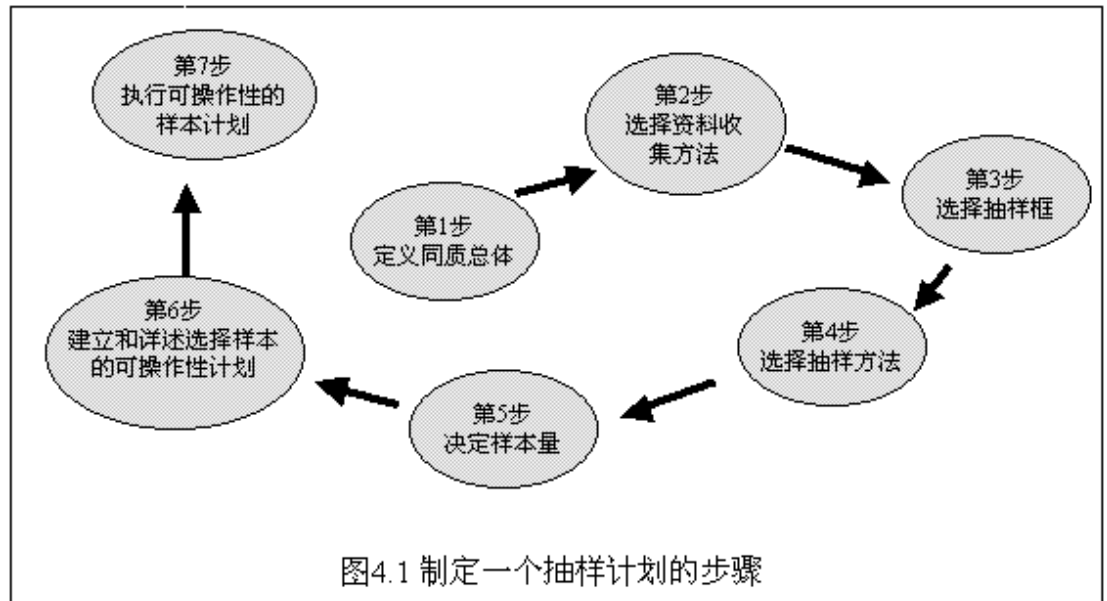 第1步
定义同质总体
第2步
选择资料收
集方法
第3步
选择抽样框
第4步
选择抽样方法
第5步
决定样本量
第6步
建立和详述选择样本
的可操作性计划
第7步
执行可操作性的
样本计划
图4.1 制定一个抽样计划的步骤